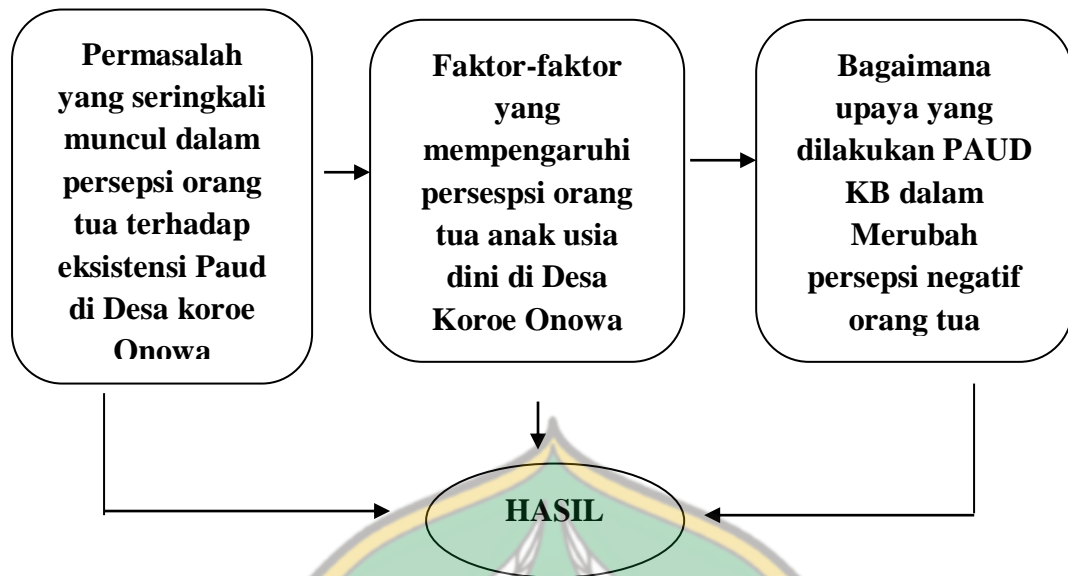 Permasalah
yang seringkali
muncul dalam
persepsi orang
tua terhadap
eksistensi Paud
di Desa koroe
Onowa
Faktor-faktor
yang
mempengaruhi
persespsi orang
tua anak usia
dini di Desa
Koroe Onowa
Bagaimana
upaya yang
dilakukan PAUD
KB dalam
Merubah
persepsi negatif
orang tua
HASIL